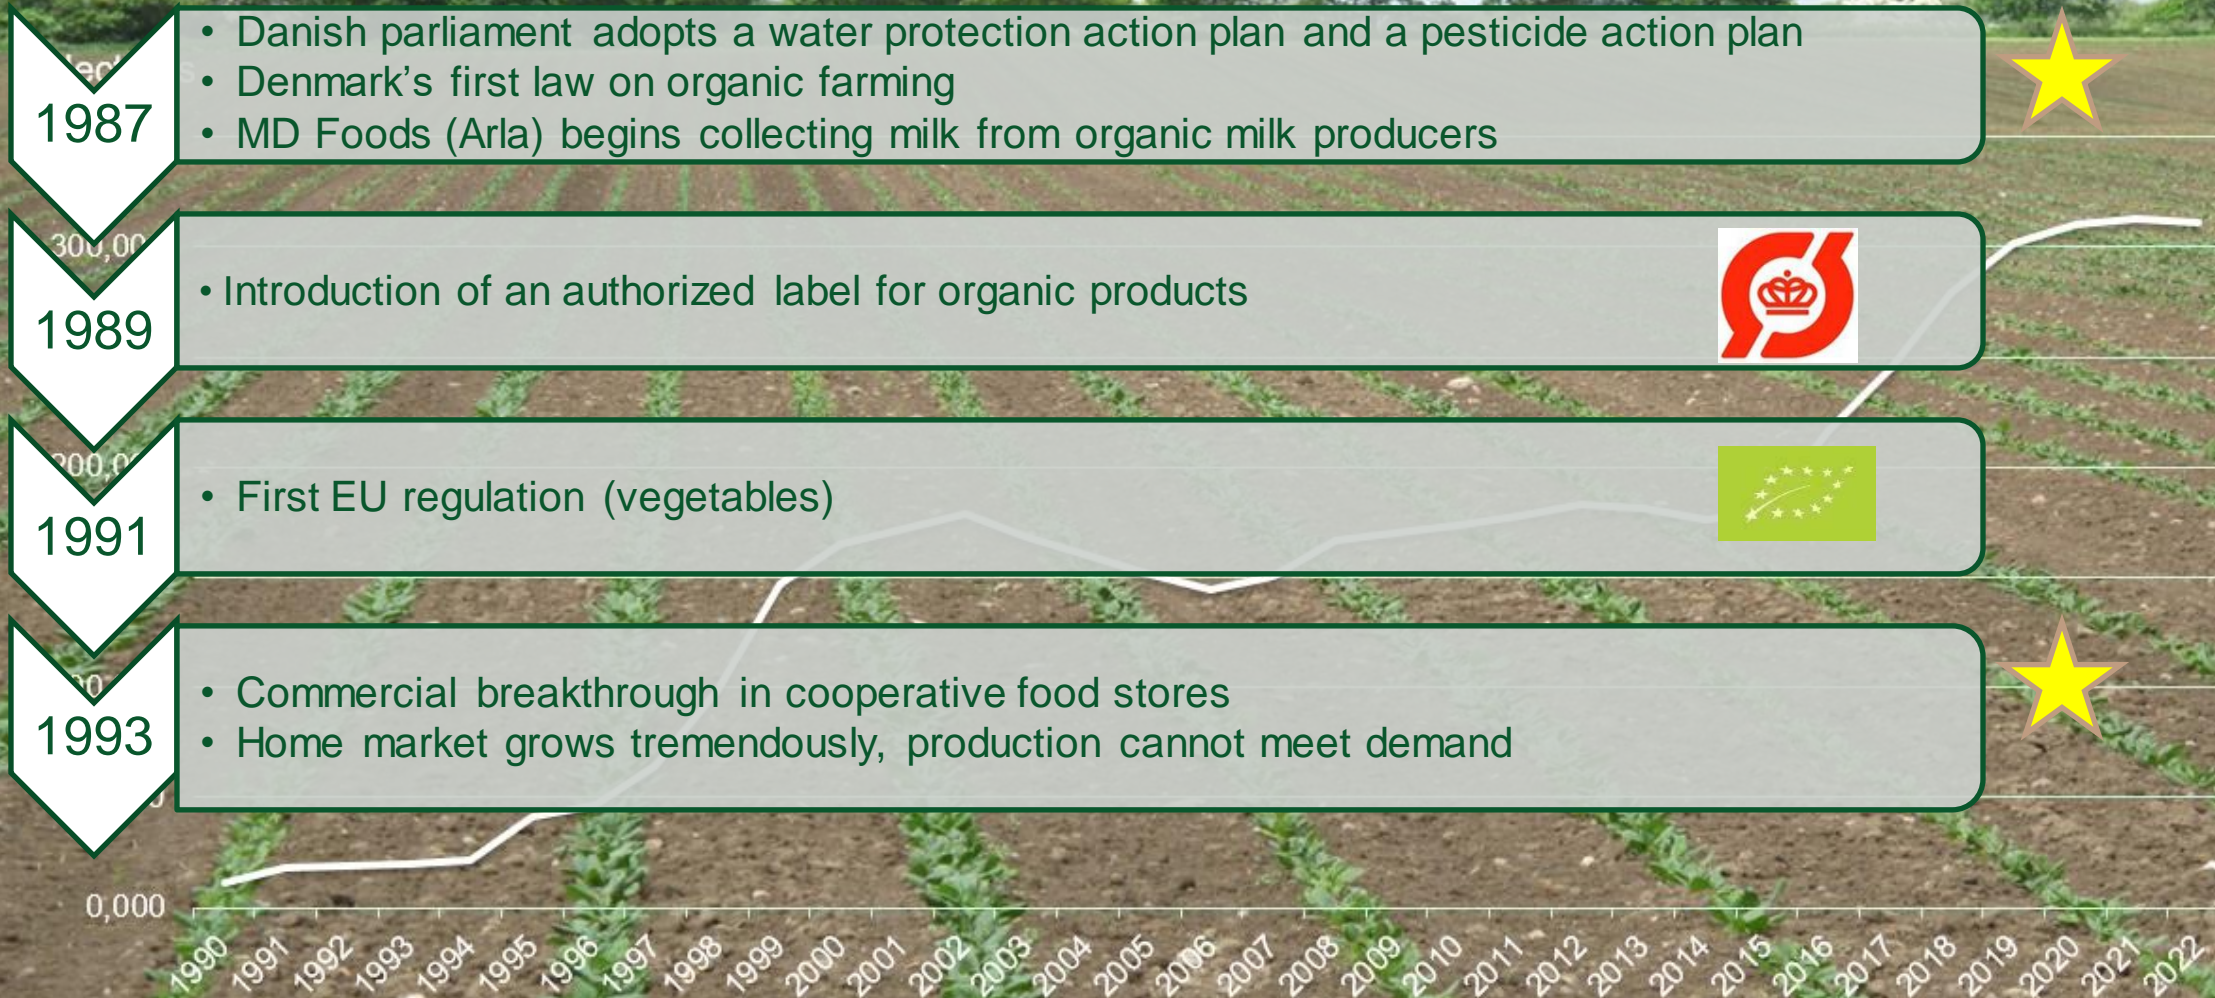 • Danish parliament adopts a water protection action plan and a pesticide action plan
• Denmark’s first law on organic farming
1987
• MD Foods (Arla) begins collecting milk from organic milk producers
300,00
• Introduction of an authorized label for organic products
1989
200,0
• First EU regulation (vegetables)
1991
• Commercial breakthrough in cooperative food stores
1993
• Home market grows tremendously, production cannot meet demand
0,000
1990 1991 1992 1993 1994 1995 1996 1997 1998 1999 2000 2001 2002 2003 2004 2005 2006 2007 2008 2009 2010 2011 2012 2013 2014 2015 2016 2017 2018 2019 2020 2021 2022